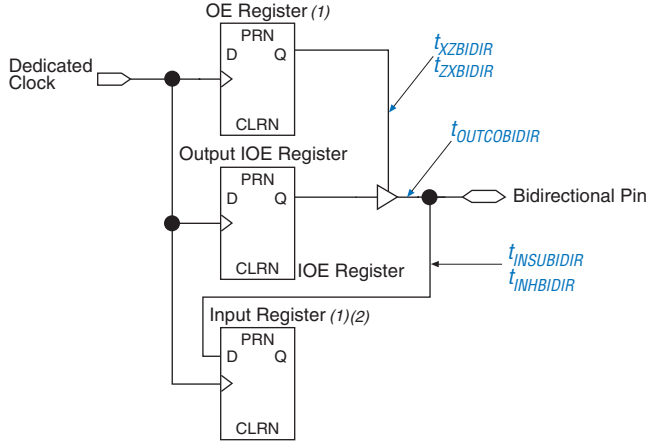 OE Register (1)
PRN
D Q
CLRN
Dedicated
Clock
tXZBIDIR
tZXBIDIR
tOUTCOBIDIR
Output IOE Register
PRN
D Q
CLRN
Bidirectional Pin
IOE Register
tINSUBIDIR
tINHBIDIR
Input Register (1)(2)
PRN
D Q
CLRN